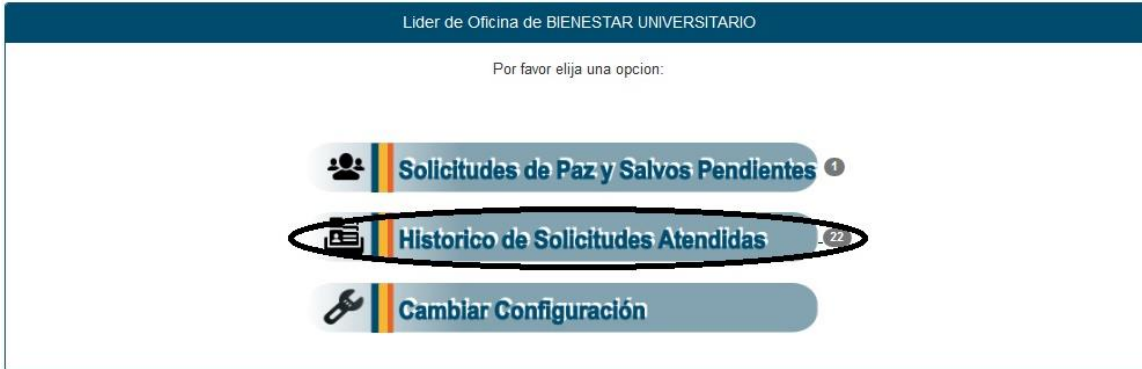 Lider de Oficina de BIENESTAR UNIVERSITARIO
Por favor elija una opcion:
Solicitudes de Paz y Salvos Pendientes 1
Historico de Solicitudes Atendidas 22
Cambiar Configuración